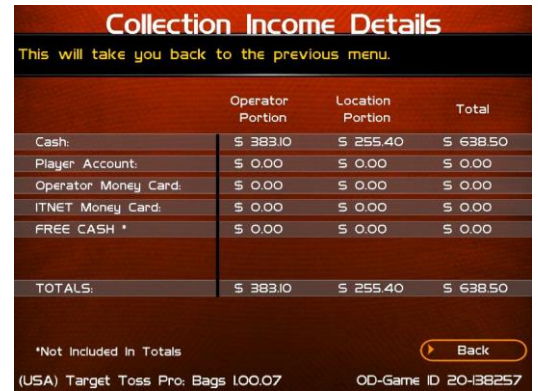 Collection Income Details
This will take you back to the previous menu.
Operator Portion Location Portion Total
Cash: $ 383.10 $ 255.40 $ 638.50
Player Account: $ 0.00 $ 0.00 $ 0.00
Operator Money Card: $ 0.00 $ 0.00 $ 0.00
ITNET Money Card: $ 0.00 $ 0.00 $ 0.00
FREE CASH * $ 0.00 $ 0.00 $ 0.00
TOTALS: $ 383.10 $ 255.40 $ 638.50
*Not Included In Totals
Back
(USA) Target Toss Pro: Bags 1.00.07 OD-Game ID 20-138257